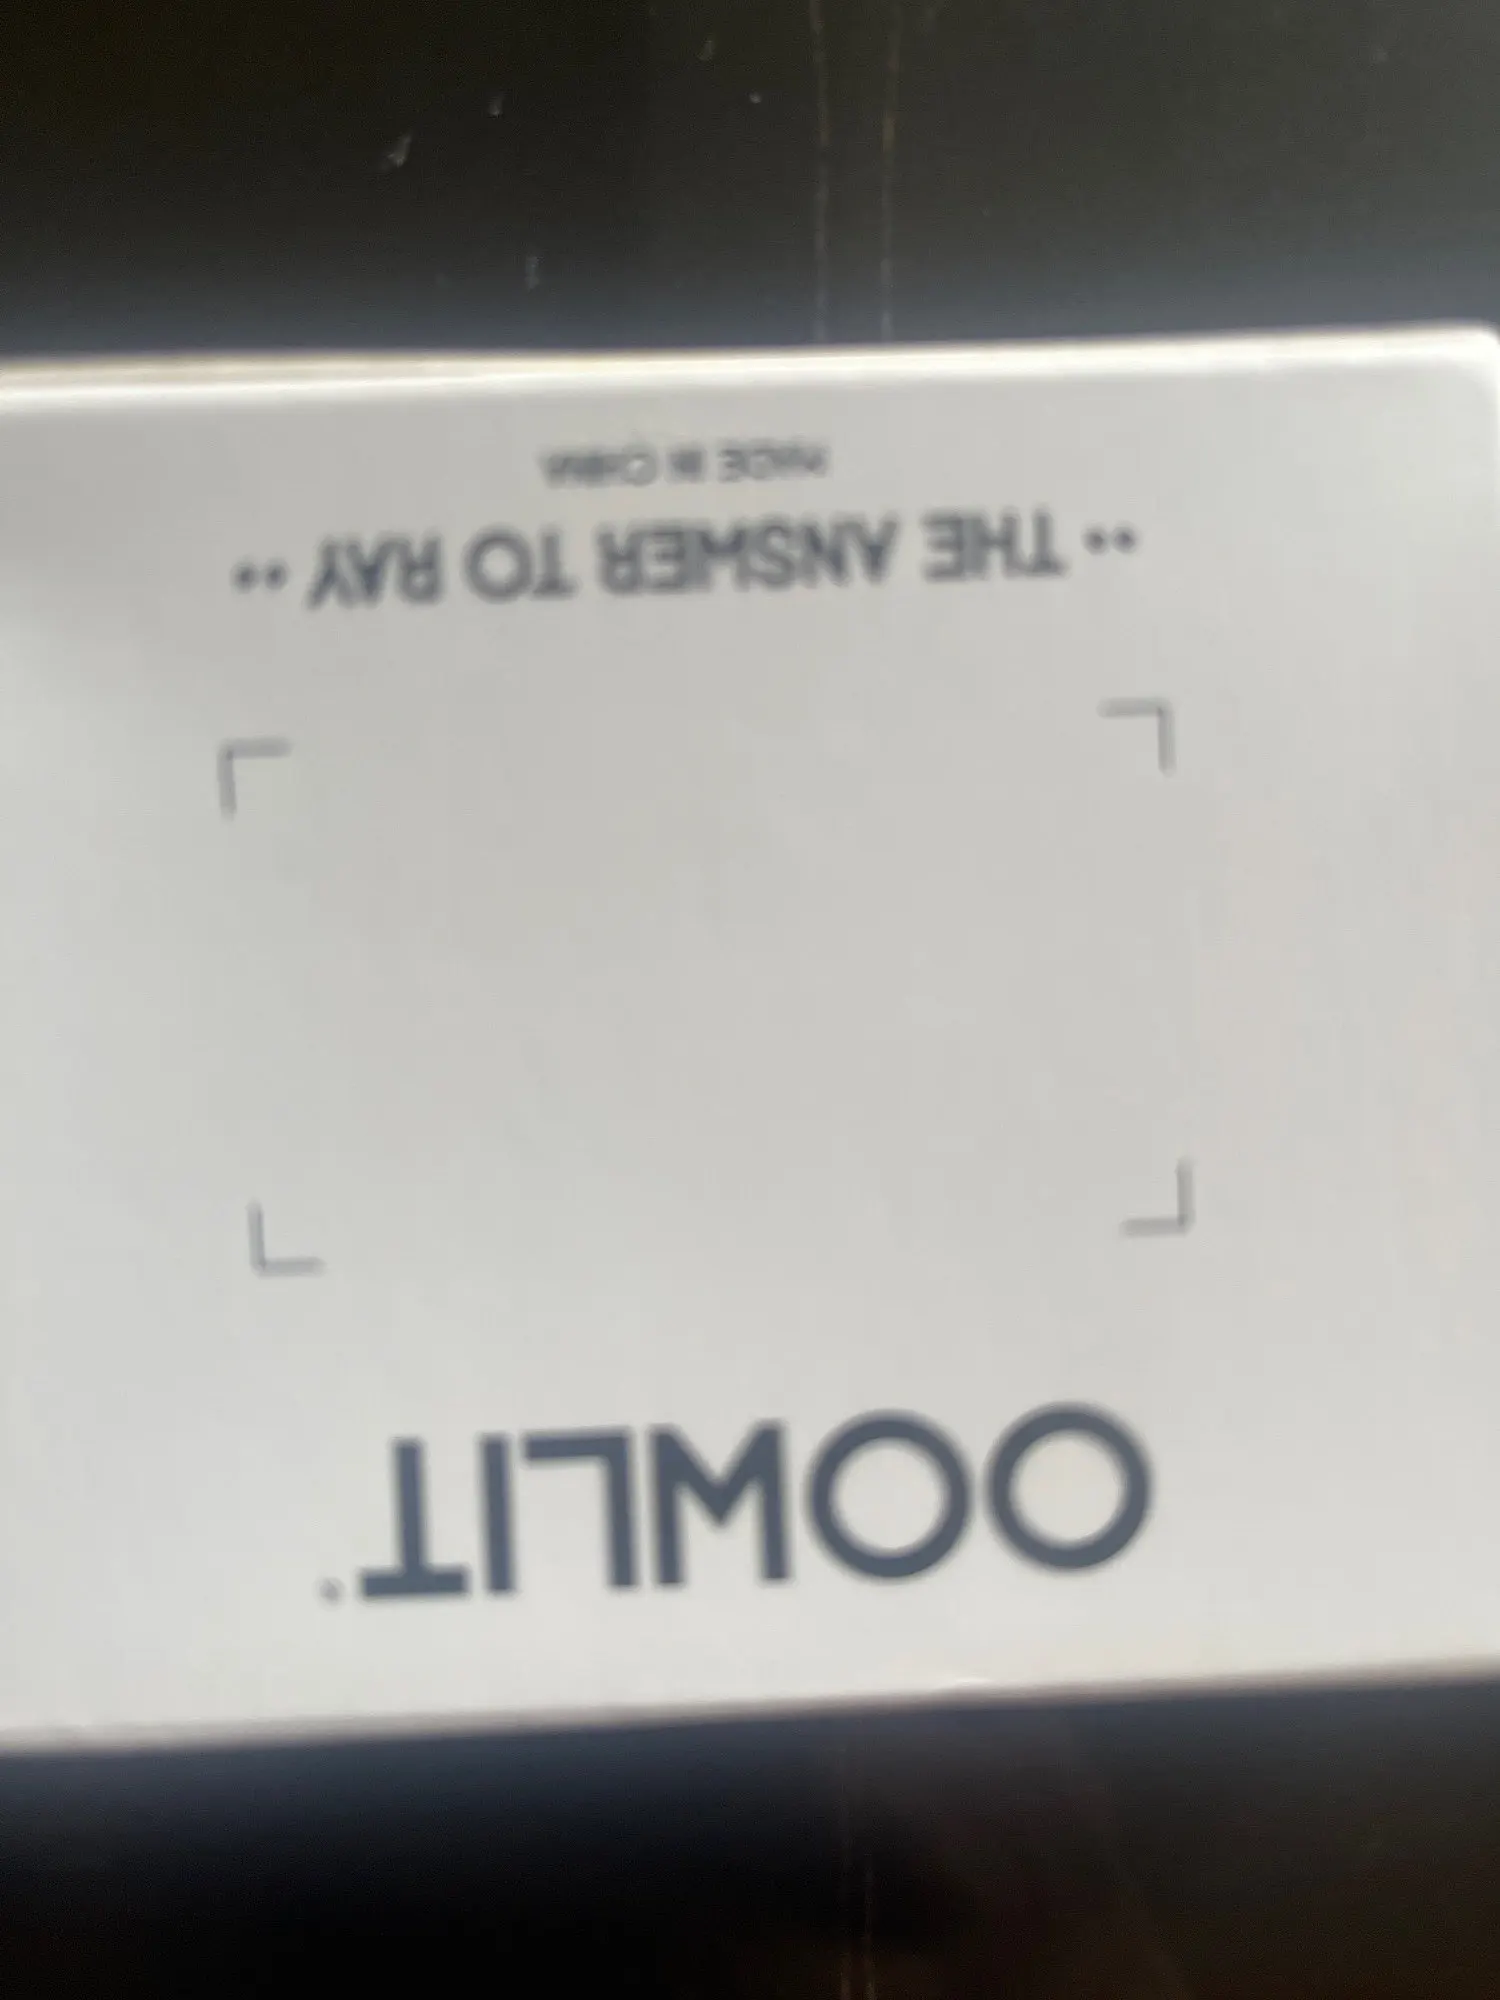 OOWLIT
•• THE ANSWER TO RAY ••
MADE IN CHINA